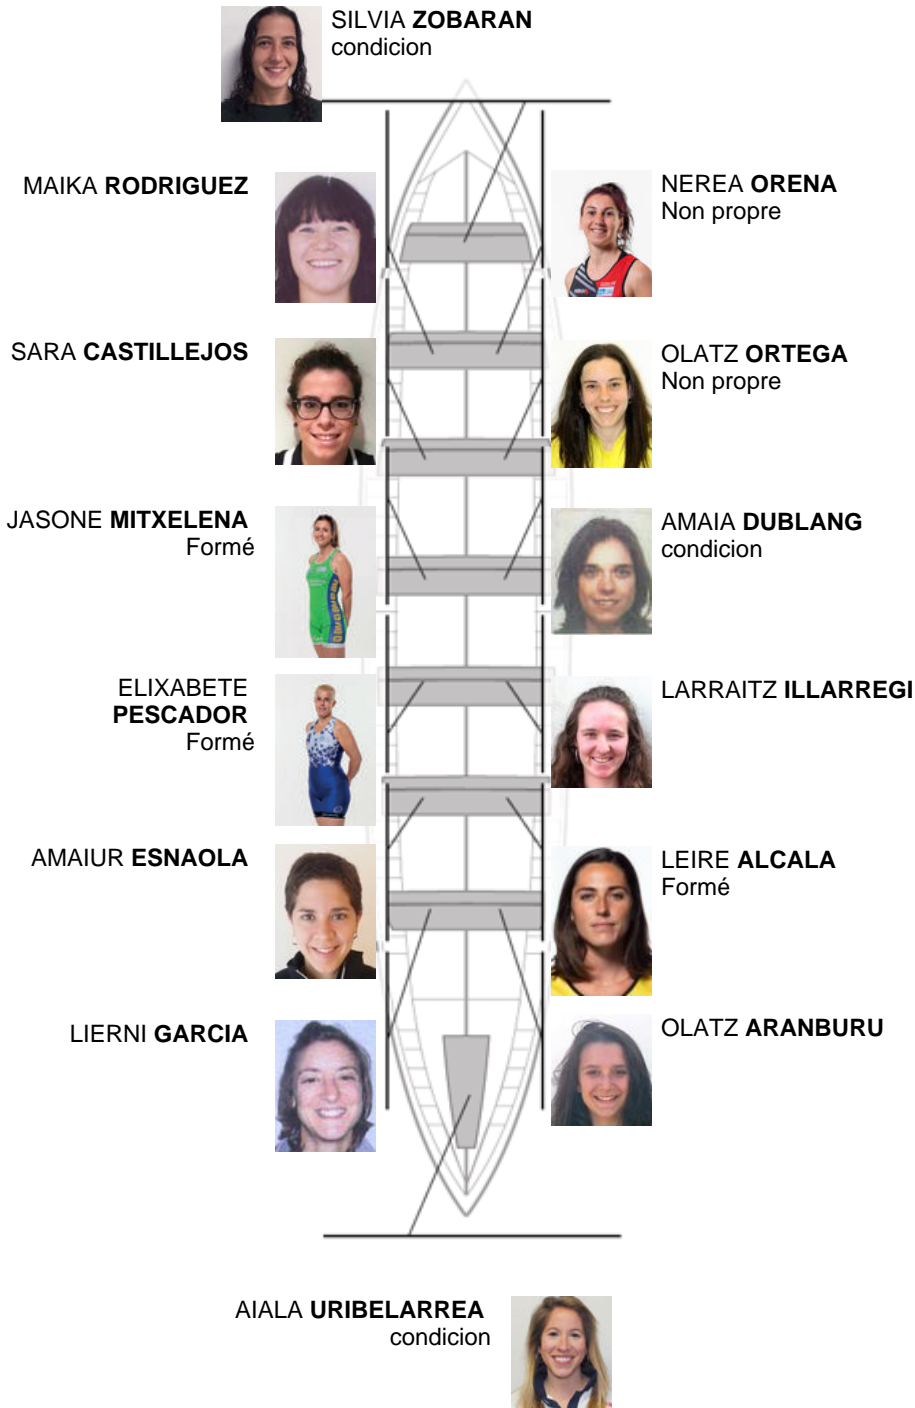 SILVIA ZOBARAN
condicion
MAIKA RODRIGUEZ
NEREA ORENA
Non propre
SARA CASTILLEJOS
OLATZ ORTEGA
Non propre
JASONE MITXELENA
Formé
AMAIA DUBLANG
condicion
ELIXABETE
PESCADOR
Formé
LARRAITZ ILLARREGI
AMAIUR ESNAOLA
LEIRE ALCALA
Formé
LIERNI GARCIA
OLATZ ARANBURU
AIALA URIBELARREA
condicion